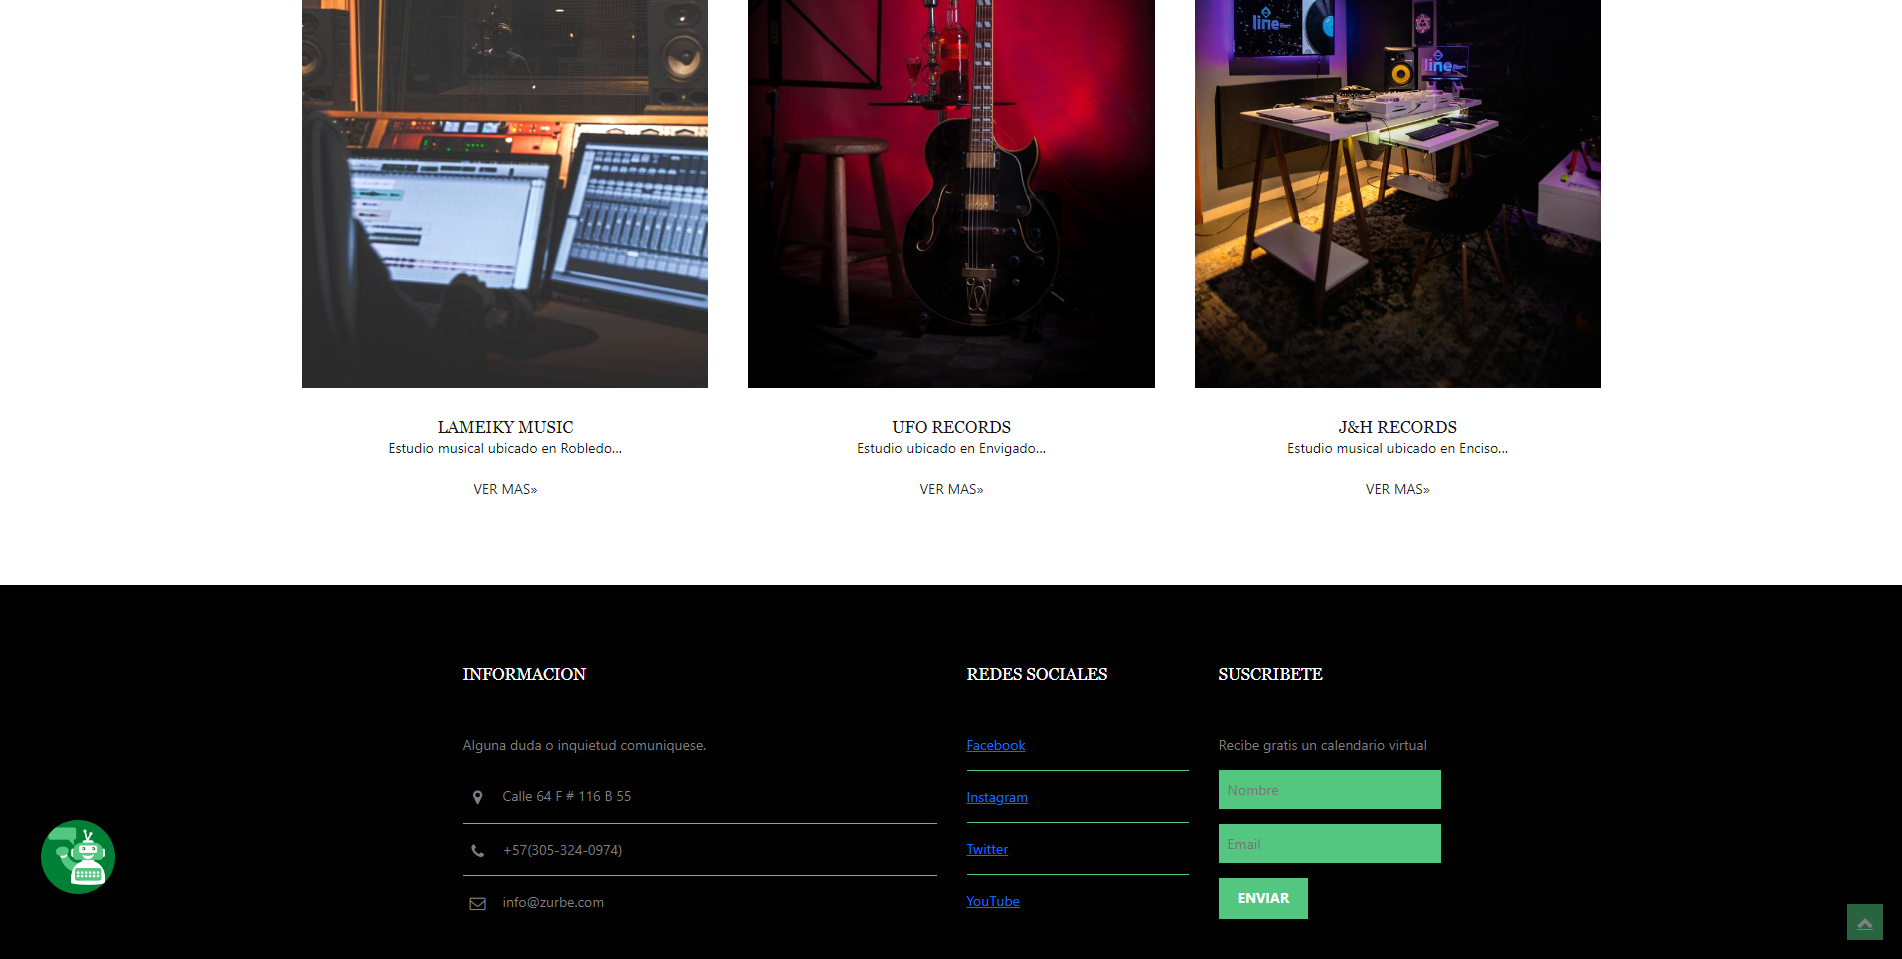 line
line
LAMEIKY MUSIC
Estudio musical ubicado en Robledo...
VER MAS»
UFO RECORDS
Estudio ubicado en Envigado...
VER MAS»
J&H RECORDS
Estudio musical ubicado en Enciso...
VER MAS»
INFORMACION
Alguna duda o inquietud comuniquese.
Calle 64 F # 116 B 55
+57(305-324-0974)
info@zurbe.com
REDES SOCIALES
Facebook
Instagram
Twitter
YouTube
SUSCRIBETE
Recibe gratis un calendario virtual
Nombre
Email
ENVIAR